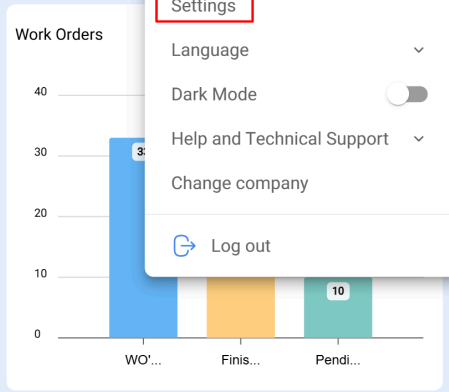 Settings
Work Orders
Language
40
Dark Mode
30
Help and Technical Support
Change company
20
Log out
10
10
0
WO'...
Finis...
Pendi...